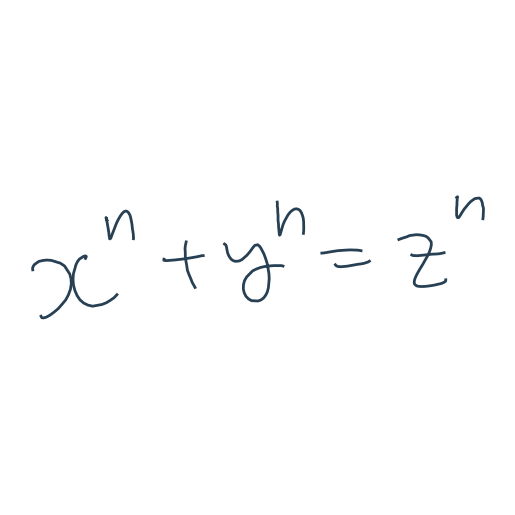 xⁿ + yⁿ = zⁿ